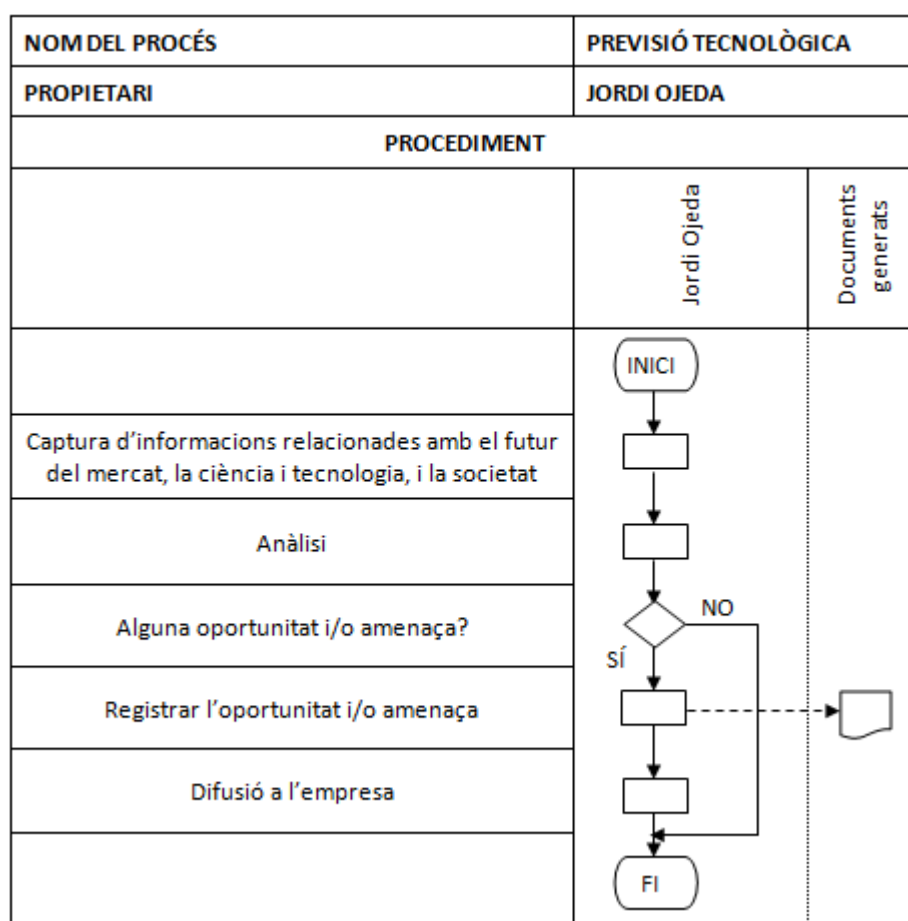 NOM DEL PROCÉS
PREVISIÓ TECNOLÒGICA
PROPIETARI
JORDI OJEDA
PROCEDIMENT
Jordi Ojeda
Documents
generats
INICI
Captura d’informacions relacionades amb el futur
del mercat, la ciència i tecnologia, i la societat
Anàlisi
Alguna oportunitat i/o amenaça?
NO
SÍ
Registrar l’oportunitat i/o amenaça
Difusió a l’empresa
FI